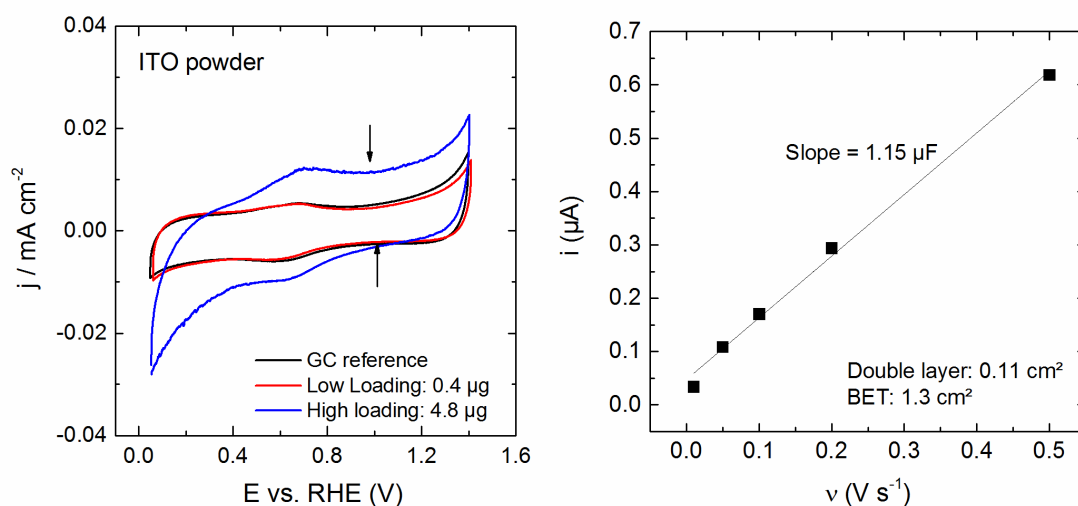 0.04
0.02
0.00
-0.02
-0.04
j / mA cm⁻²
ITO powder
GC reference
Low Loading: 0.4 µg
High loading: 4.8 µg
0.0 0.4 0.8 1.2 1.6
E vs. RHE (V)
0.7
0.6
0.5
0.4
0.3
0.2
0.1
0.0
i (µA)
Slope = 1.15 µF
Double layer: 0.11 cm²
BET: 1.3 cm²
0.0 0.1 0.2 0.3 0.4 0.5
ν (V s⁻¹)